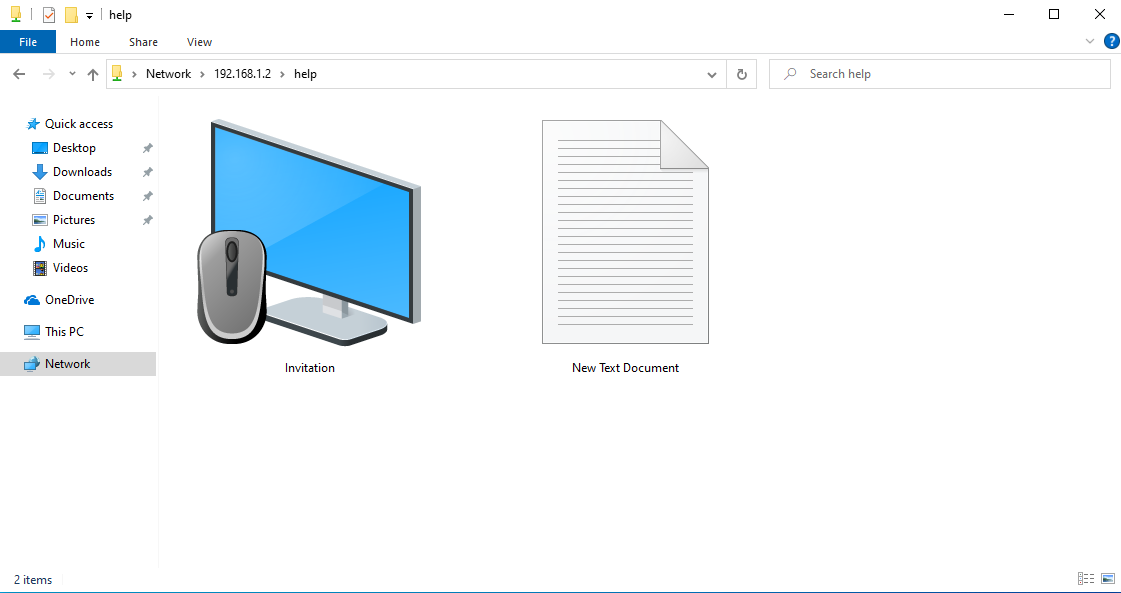 help
File Home Share View
?
Network 192.168.1.2 help
Search help
Quick access
Desktop
Downloads
Documents
Pictures
Music
Videos
OneDrive
This PC
Network
Invitation
New Text Document
2 items